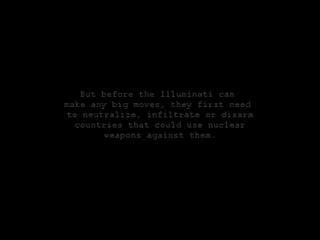 But before the Illuminati can
make any big moves, they first need
to neutralize, infiltrate or disarm
countries that could use nuclear
weapons against them.